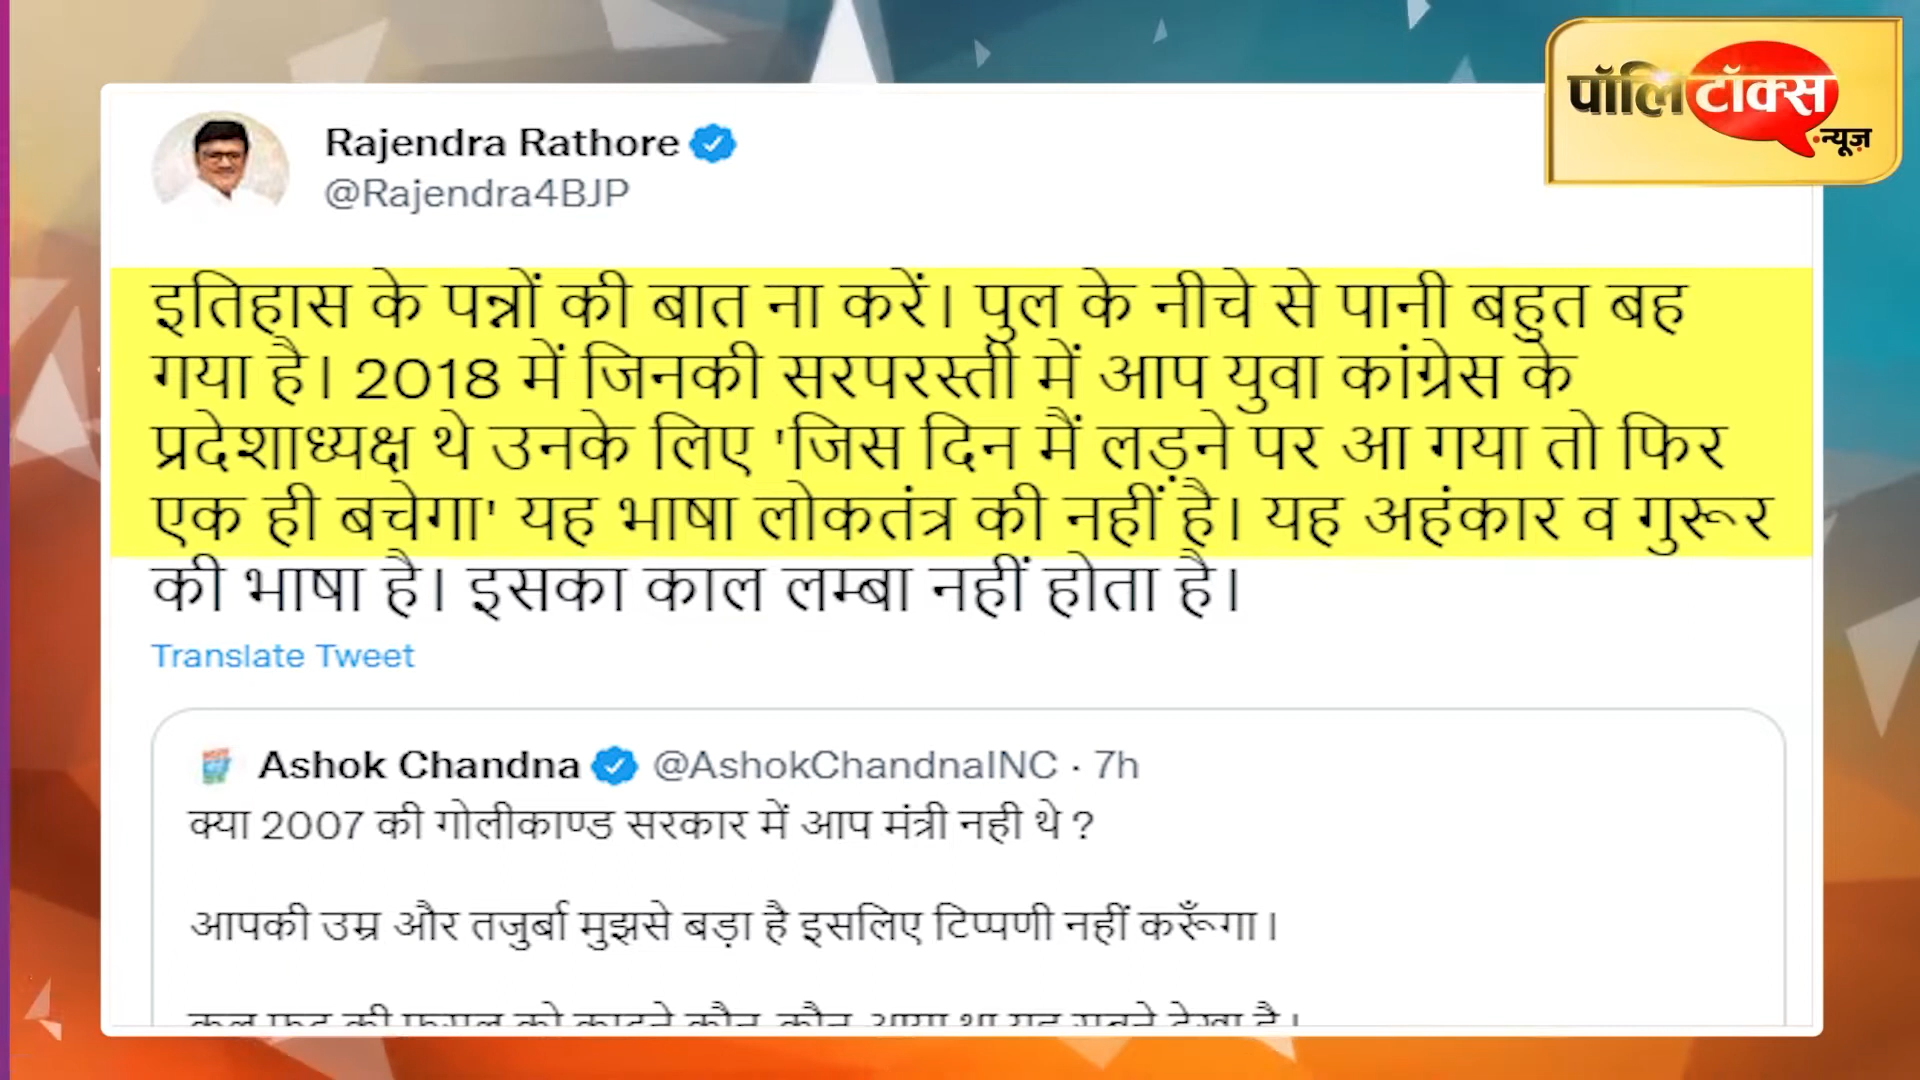 पॉलिटॉक्स
न्यूज़
Rajendra Rathore
@Rajendra4BJP
इतिहास के पन्नों की बात ना करें। पुल के नीचे से पानी बहुत बह
गया है। 2018 में जिनकी सरपरस्ती में आप युवा कांग्रेस के
प्रदेशाध्यक्ष थे उनके लिए 'जिस दिन मैं लड़ने पर आ गया तो फिर
एक ही बचेगा' यह भाषा लोकतंत्र की नहीं है। यह अहंकार व गुरूर
की भाषा है। इसका काल लम्बा नहीं होता है।
Translate Tweet
Ashok Chandna @AshokChandnaINC · 7h
क्या 2007 की गोलीकाण्ड सरकार में आप मंत्री नही थे ?
आपकी उम्र और तजुर्बा मुझसे बड़ा है इसलिए टिप्पणी नहीं करूँगा।